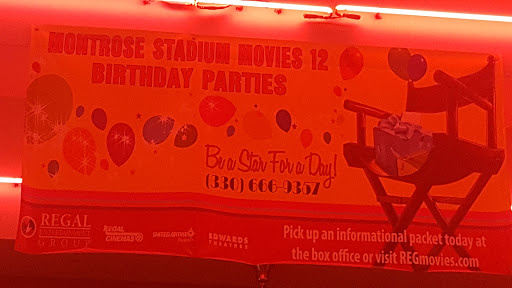 MONTROSE STADIUM MOVIES 12
BIRTHDAY PARTIES
Be a Star For a Day!
(330) 666-9357
REGAL
ENTERTAINMENT
GROUP
REGAL
CINEMAS
UNITED ARTISTS
EDWARDS
THEATRES
Pick up an informational packet today at
the box office or visit REGmovies.com